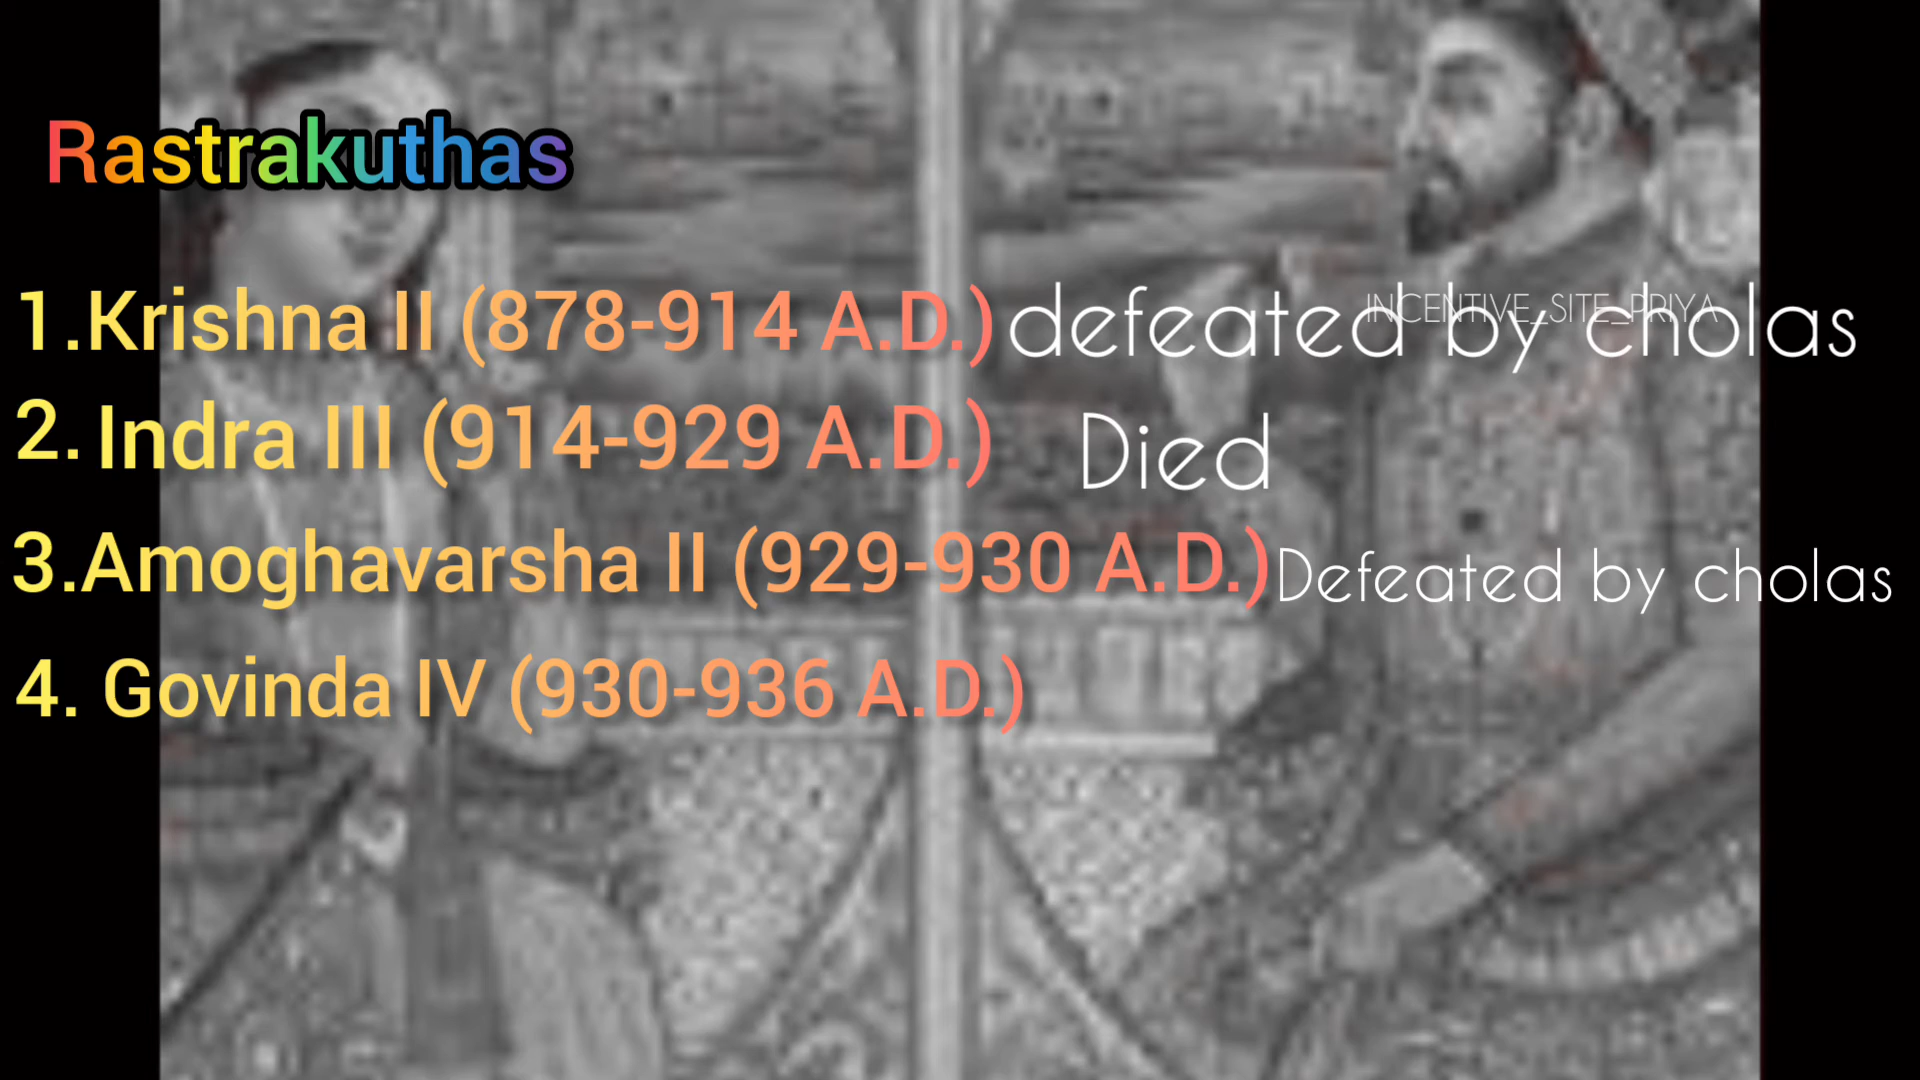 Rastrakuthas
1.Krishna II (878-914 A.D.) defeated by cholas
INCENTIVE_SITE_PRIYA
2. Indra III (914-929 A.D.) Died
3.Amoghavarsha II (929-930 A.D.) Defeated by cholas
4. Govinda IV (930-936 A.D.)